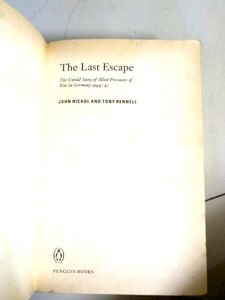 The Last Escape
The Untold Story of Allied Prisoners of
War in Germany 1944–45
JOHN NICHOL AND TONY RENNELL
PENGUIN BOOKS